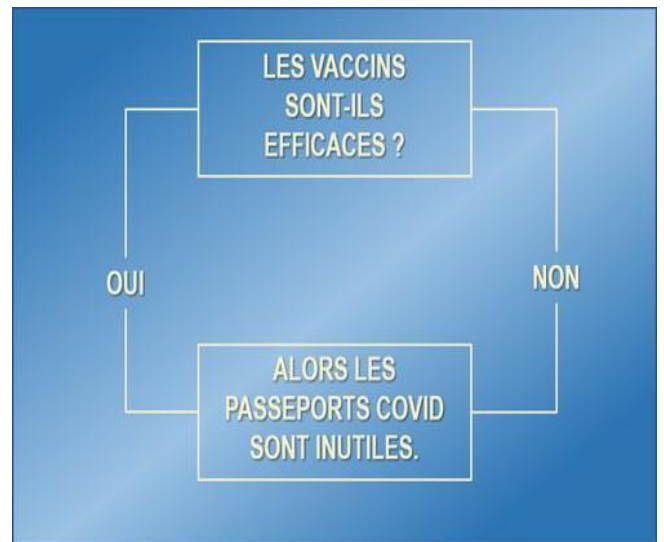 LES VACCINS
SONT-ILS
EFFICACES ?
OUI
NON
ALORS LES
PASSEPORTS COVID
SONT INUTILES.